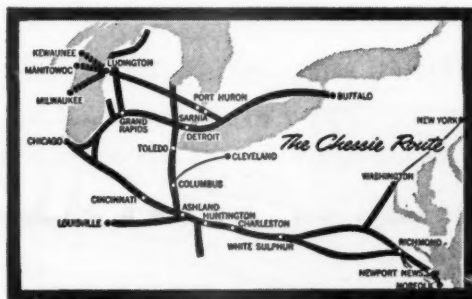 KEWAUNEE
LUDINGTON
MANITOWOC
MILWAUKEE
PORT HURON
BUFFALO
GRAND
RAPIDS
SARNIA
DETROIT
NEW YORK
CHICAGO
TOLEDO
The Chessie Route
CLEVELAND
WASHINGTON
COLUMBUS
CINCINNATI
ASHLAND
LOUISVILLE
HUNTINGTON
CHARLESTON
RICHMOND
WHITE SULPHUR
NEWPORT NEWS
NORFOLK